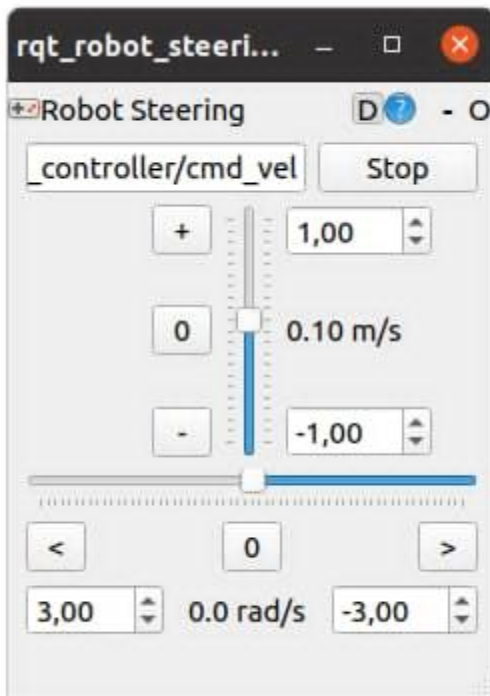 rqt_robot_steeri...
Robot Steering D ? - O
_controller/cmd_vel Stop
+ 1,00
0 0.10 m/s
- -1,00
< 0 >
3,00 0.0 rad/s -3,00